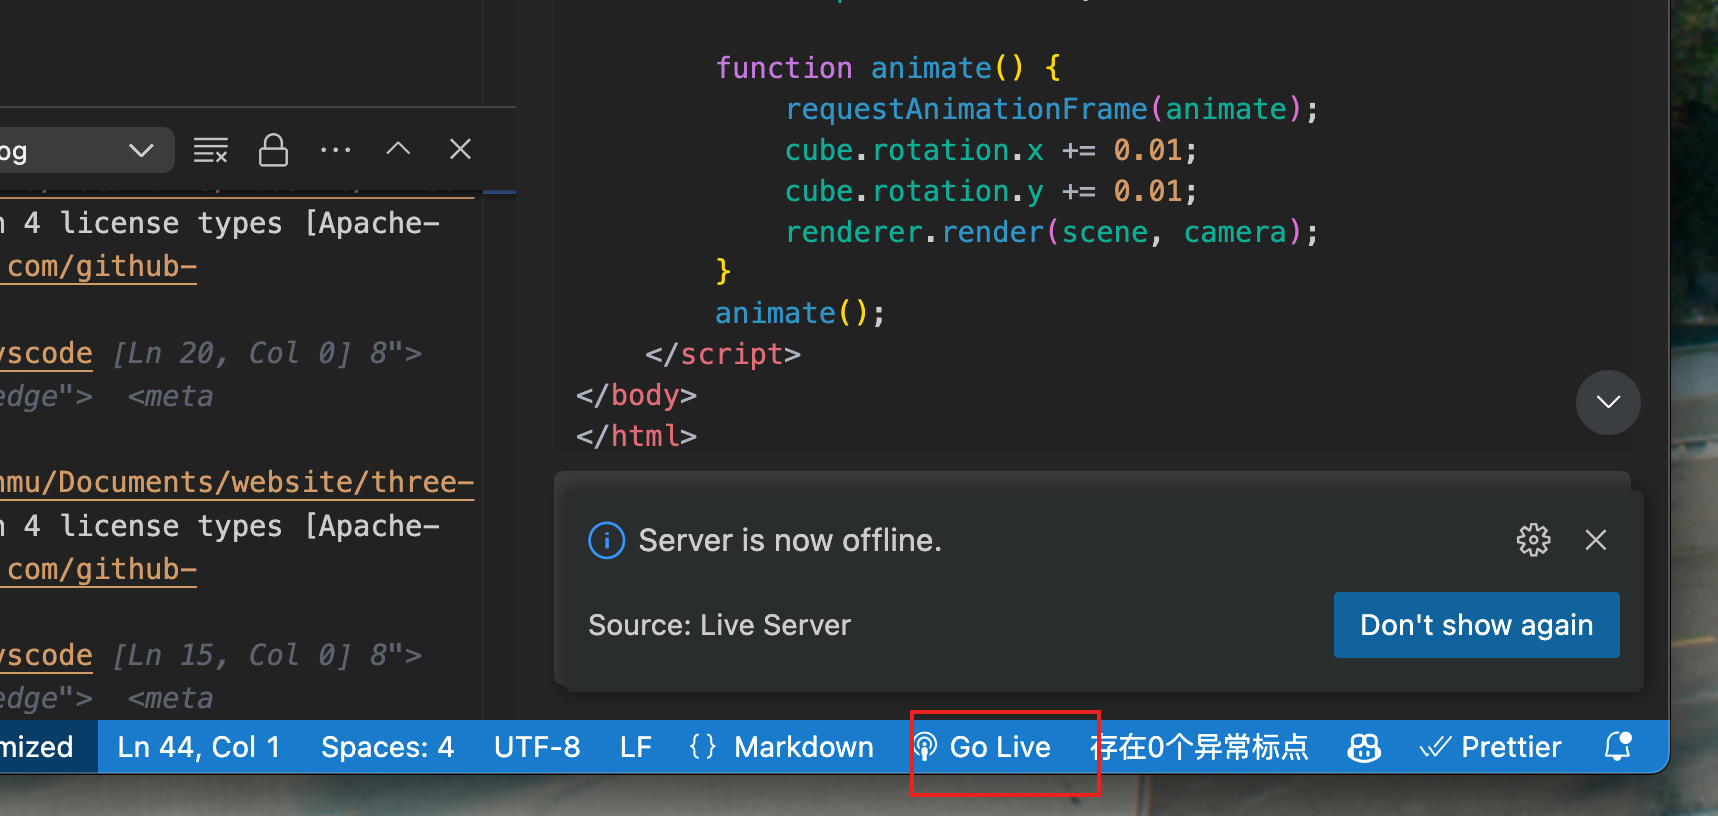 og
n 4 license types [Apache-
com/github-
vscode [Ln 20, Col 0] 8">
edge"> <meta
nmu/Documents/website/three-
n 4 license types [Apache-
com/github-
vscode [Ln 15, Col 0] 8">
edge"> <meta
function animate() {
requestAnimationFrame(animate);
cube.rotation.x += 0.01;
cube.rotation.y += 0.01;
renderer.render(scene, camera);
}
animate();
</script>
</body>
</html>
Server is now offline.
Source: Live Server
Don't show again
mized Ln 44, Col 1 Spaces: 4 UTF-8 LF {} Markdown Go Live 存在0个异常标点 Prettier